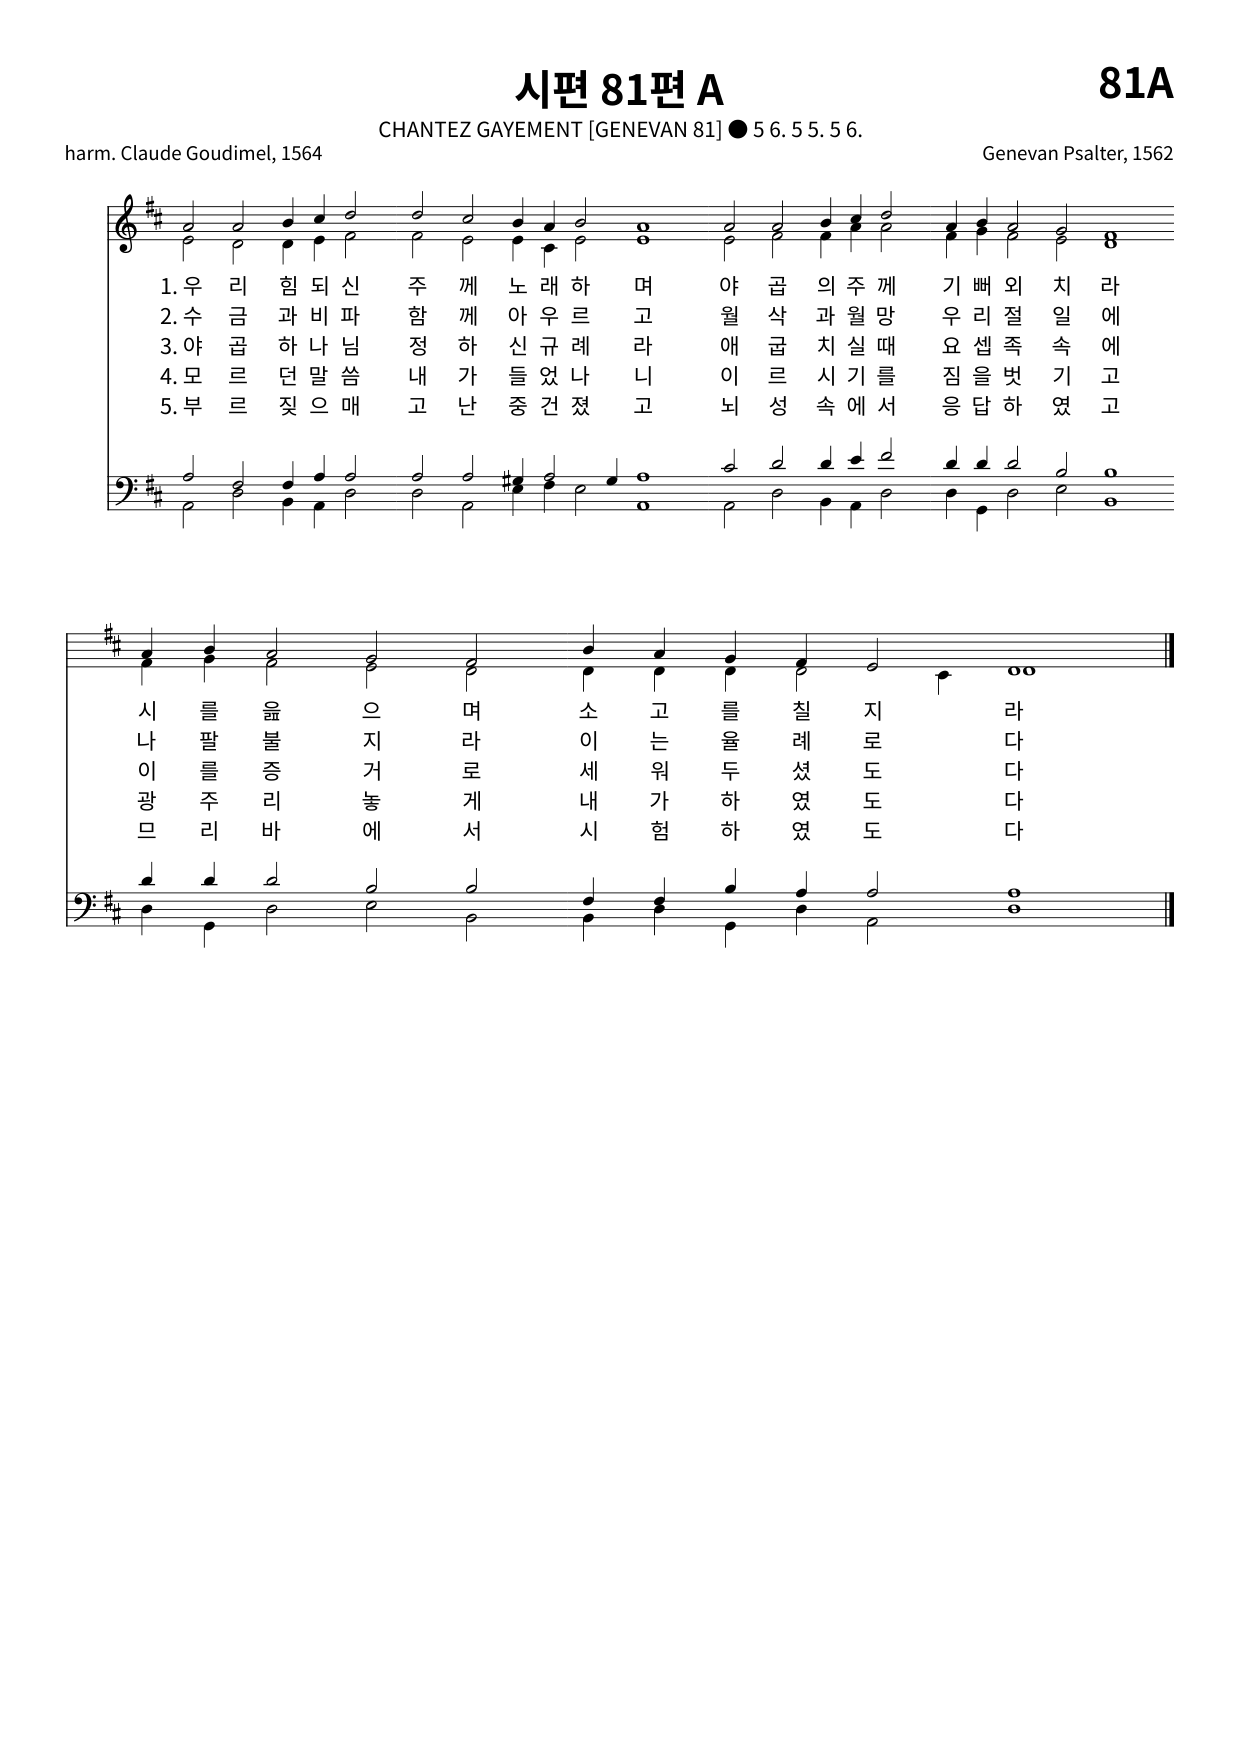 81A
시편 81편 A
CHANTEZ GAYEMENT [GENEVAN 81] ● 5 6. 5 5. 5 6.
harm. Claude Goudimel, 1564 Genevan Psalter, 1562
1. 우 리 힘 되 신 주 께 노 래 하 며 야 곱 의 주 께 기 뻐 외 치 라
2. 수 금 과 비 파 함 께 아 우 르 고 월 삭 과 월 망 우 리 절 일 에
3. 야 곱 하 나 님 정 하 신 규 례 라 애 굽 치 실 때 요 셉 족 속 에
4. 모 르 던 말 씀 내 가 들 었 나 니 이 르 시 기 를 짐 을 벗 기 고
5. 부 르 짖 으 매 고 난 중 건 졌 고 뇌 성 속 에 서 응 답 하 였 고
시 를 읊 으 며 소 고 를 칠 지 라
나 팔 불 지 라 이 는 율 례 로 다
이 를 증 거 로 세 워 두 셨 도 다
광 주 리 놓 게 내 가 하 였 도 다
므 리 바 에 서 시 험 하 였 도 다